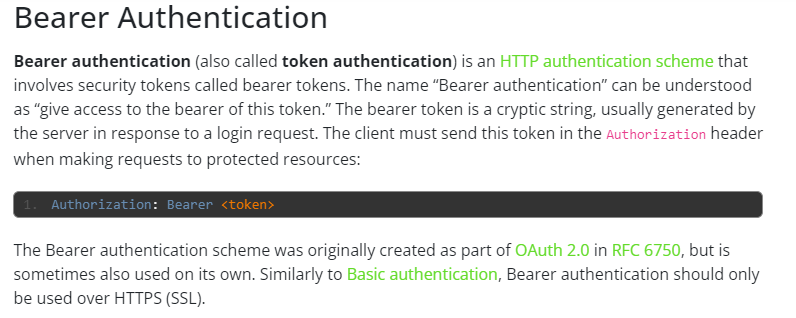 Bearer Authentication
Bearer authentication (also called token authentication) is an HTTP authentication scheme that
involves security tokens called bearer tokens. The name “Bearer authentication” can be understood
as “give access to the bearer of this token.” The bearer token is a cryptic string, usually generated by
the server in response to a login request. The client must send this token in the Authorization header
when making requests to protected resources:
1. Authorization: Bearer <token>
The Bearer authentication scheme was originally created as part of OAuth 2.0 in RFC 6750, but is
sometimes also used on its own. Similarly to Basic authentication, Bearer authentication should only
be used over HTTPS (SSL).